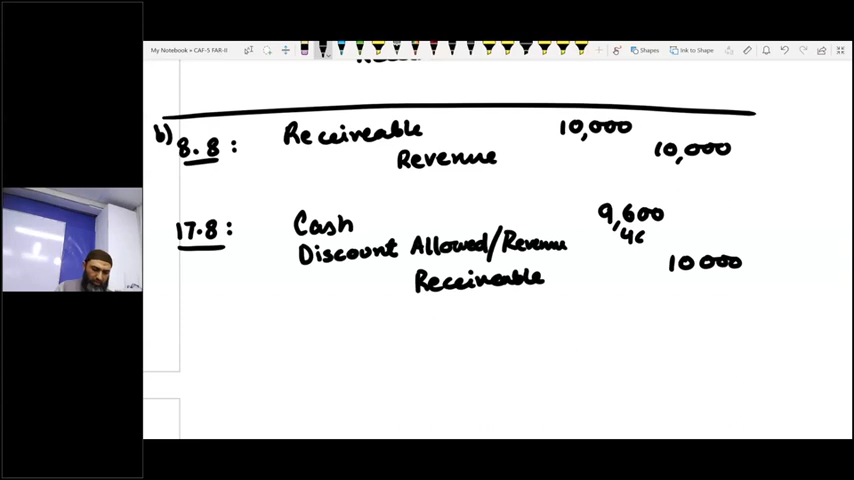 My Notebook » CAF-5 FAR-II
Shapes
Ink to Shape
b)
8.8 : Receiveable 10,000
Revenue 10,000
17.8 : Cash 9,600
Discount Allowed/Revenue 40
Receiveable 10 000